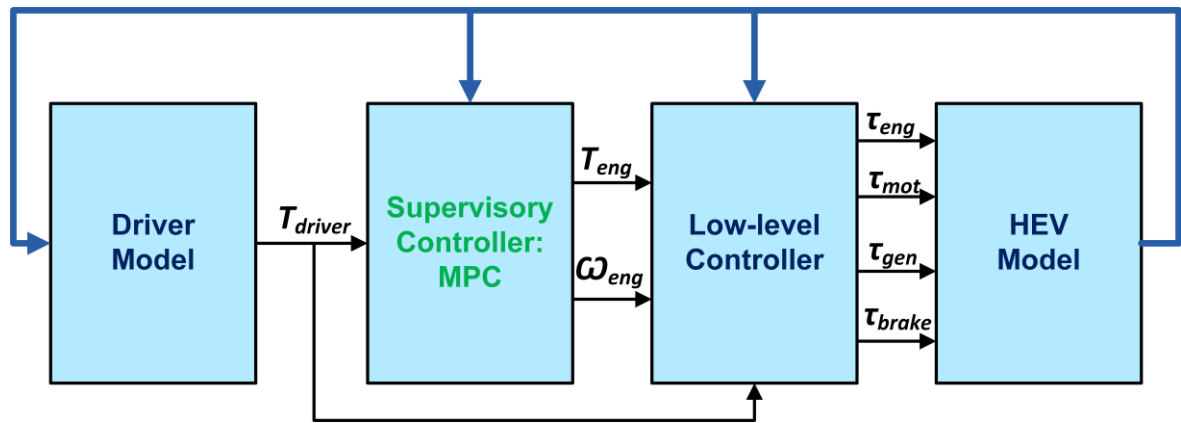 Driver
Model
T_driver
Supervisory
Controller:
MPC
T_eng
ω_eng
Low-level
Controller
τ_eng
τ_mot
τ_gen
τ_brake
HEV
Model